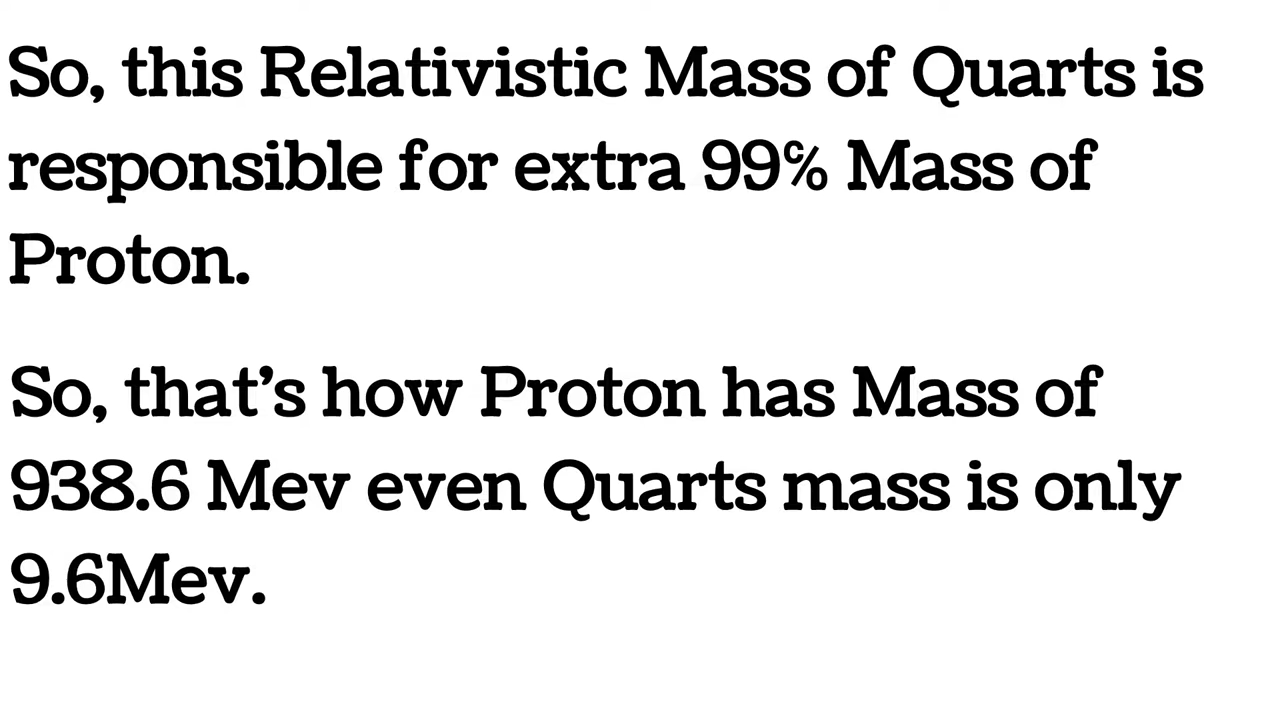 So, this Relativistic Mass of Quarts is
responsible for extra 99℅ Mass of
Proton.
So, that’s how Proton has Mass of
938.6 Mev even Quarts mass is only
9.6Mev.